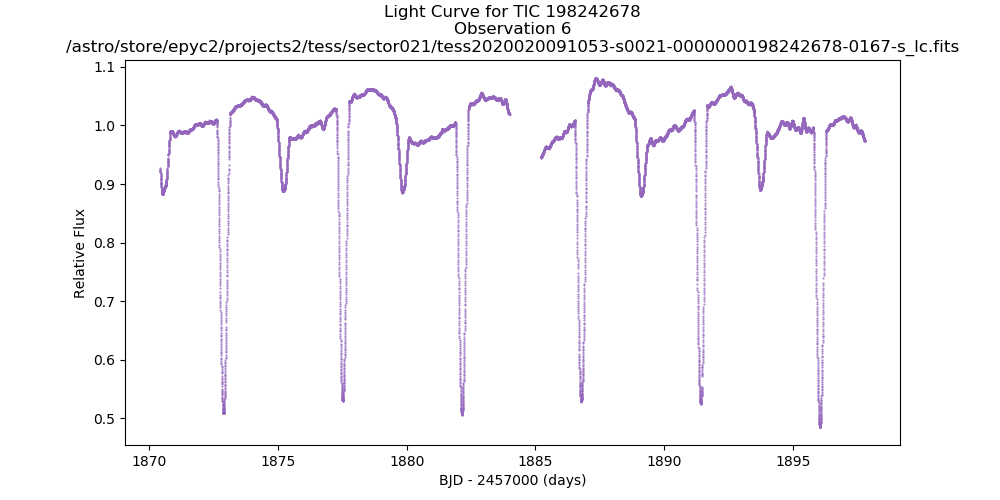 Light Curve for TIC 198242678
Observation 6
/astro/store/epyc2/projects2/tess/sector021/tess2020020091053-s0021-0000000198242678-0167-s_lc.fits
1.1
1.0
0.9
0.8
0.7
0.6
0.5
Relative Flux
1870 1875 1880 1885 1890 1895
BJD - 2457000 (days)